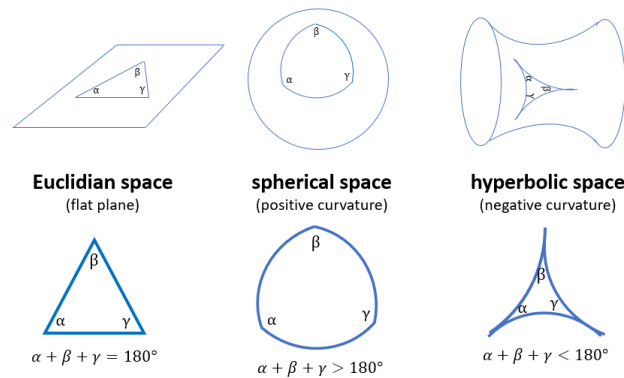 β
α
γ
β
α
γ
α
β
γ
Euclidian space
(flat plane)
spherical space
(positive curvature)
hyperbolic space
(negative curvature)
β
α
γ
α + β + γ = 180°
β
α
γ
α + β + γ > 180°
β
α
γ
α + β + γ < 180°